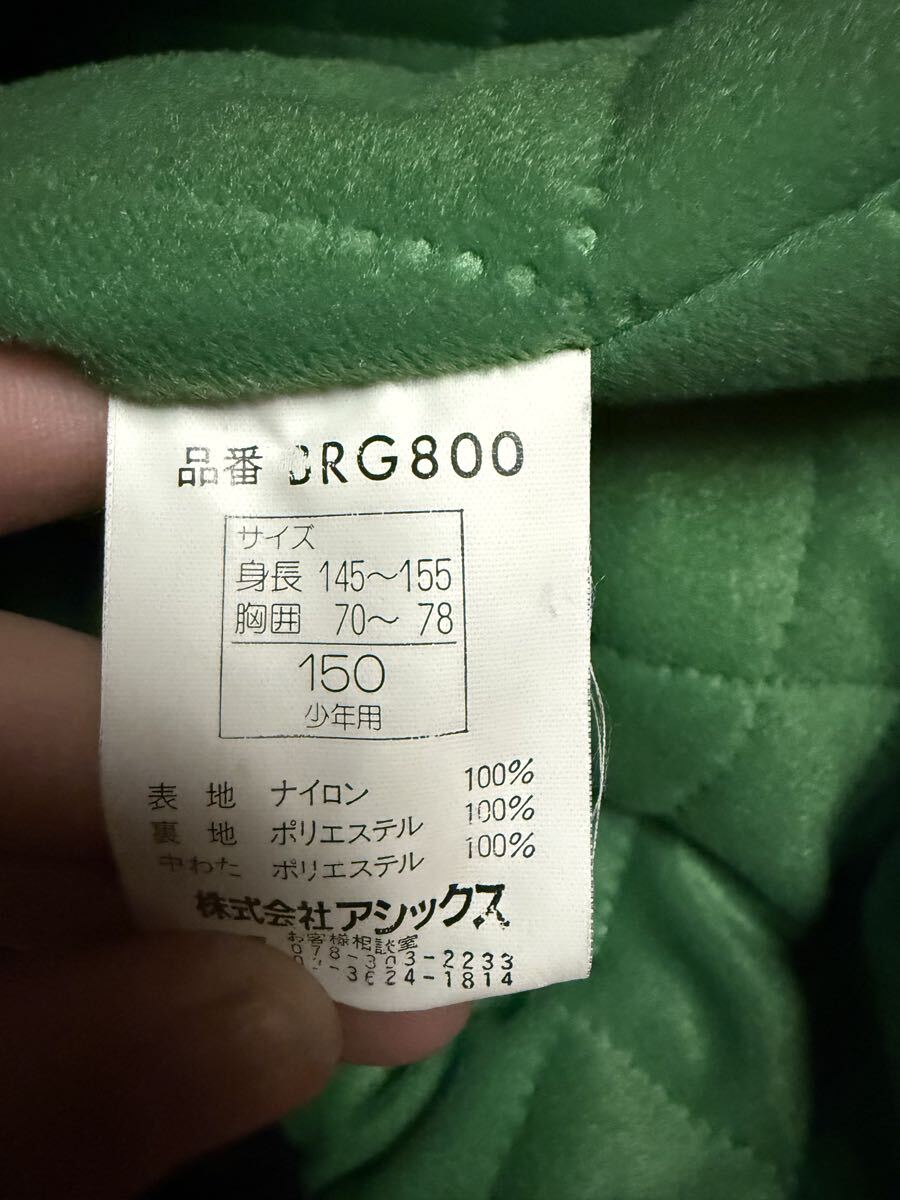 品番 RG800
サイズ
身長 145〜155
胸囲 70〜 78
150
少年用
表 地 ナイロン 100%
裏 地 ポリエステル 100%
中わた ポリエステル 100%
株式会社アシックス
お客様相談室
078-303-2233
3624-1814